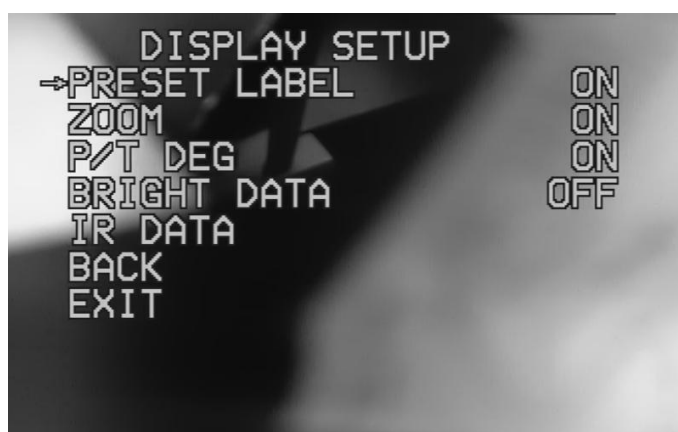 DISPLAY SETUP
→PRESET LABEL ON
ZOOM ON
P/T DEG ON
BRIGHT DATA OFF
IR DATA
BACK
EXIT